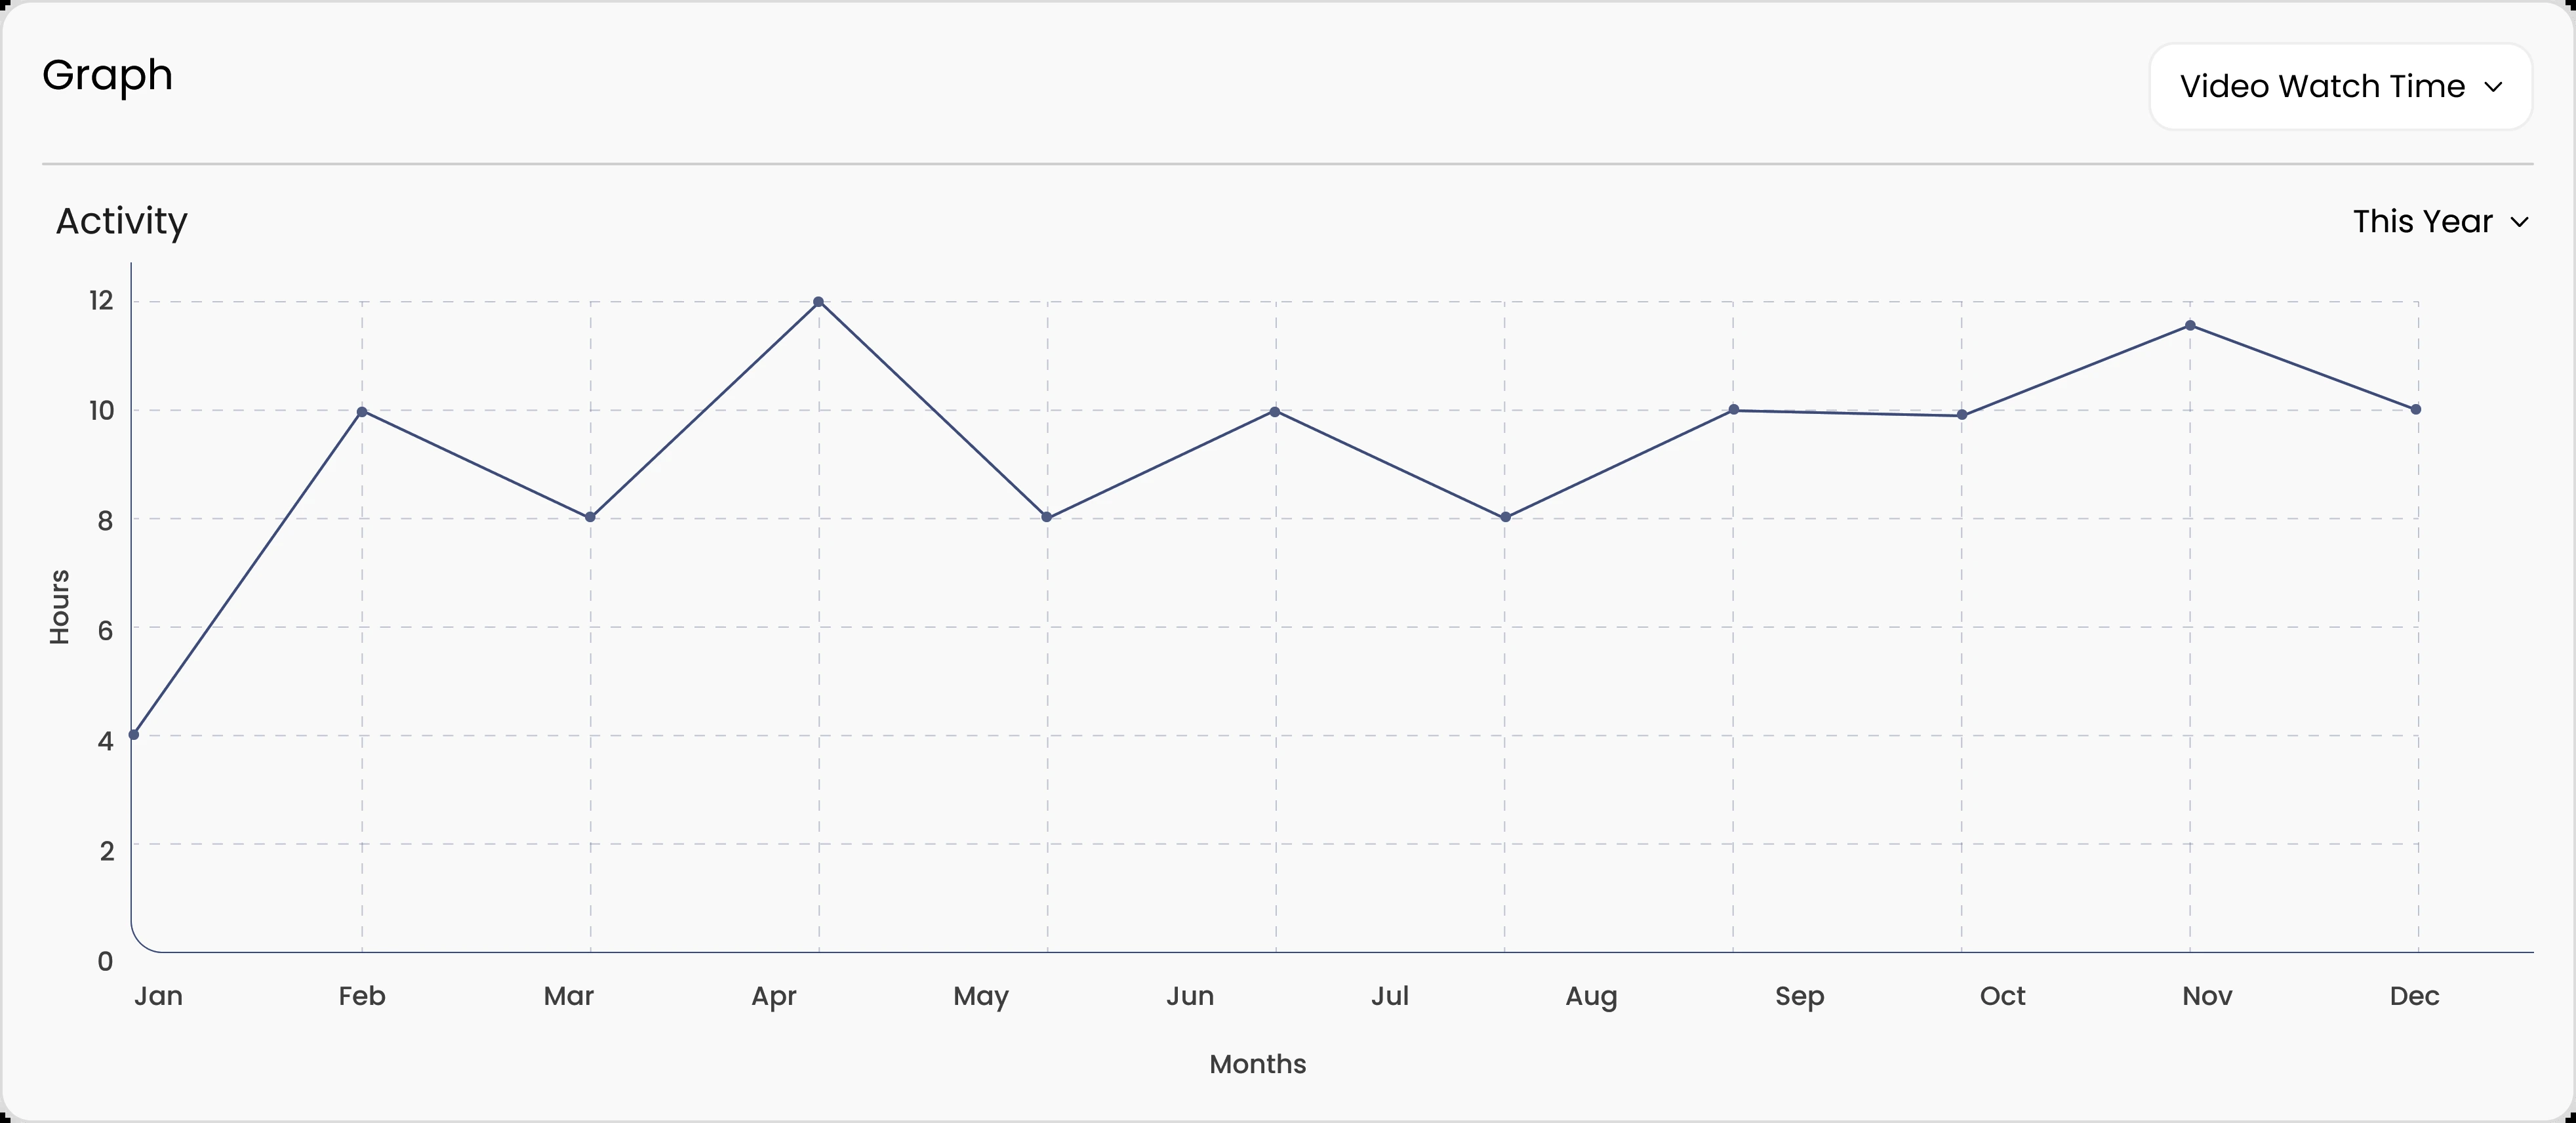 Graph
Video Watch Time
Activity
This Year
12
10
8
6
4
2
0
Hours
Jan Feb Mar Apr May Jun Jul Aug Sep Oct Nov Dec
Months